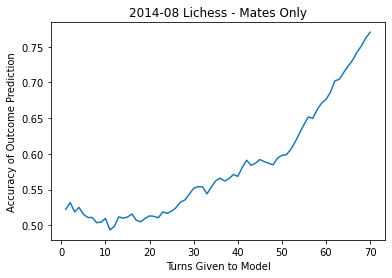 2014-08 Lichess - Mates Only
Accuracy of Outcome Prediction
0.75
0.70
0.65
0.60
0.55
0.50
0 10 20 30 40 50 60 70
Turns Given to Model